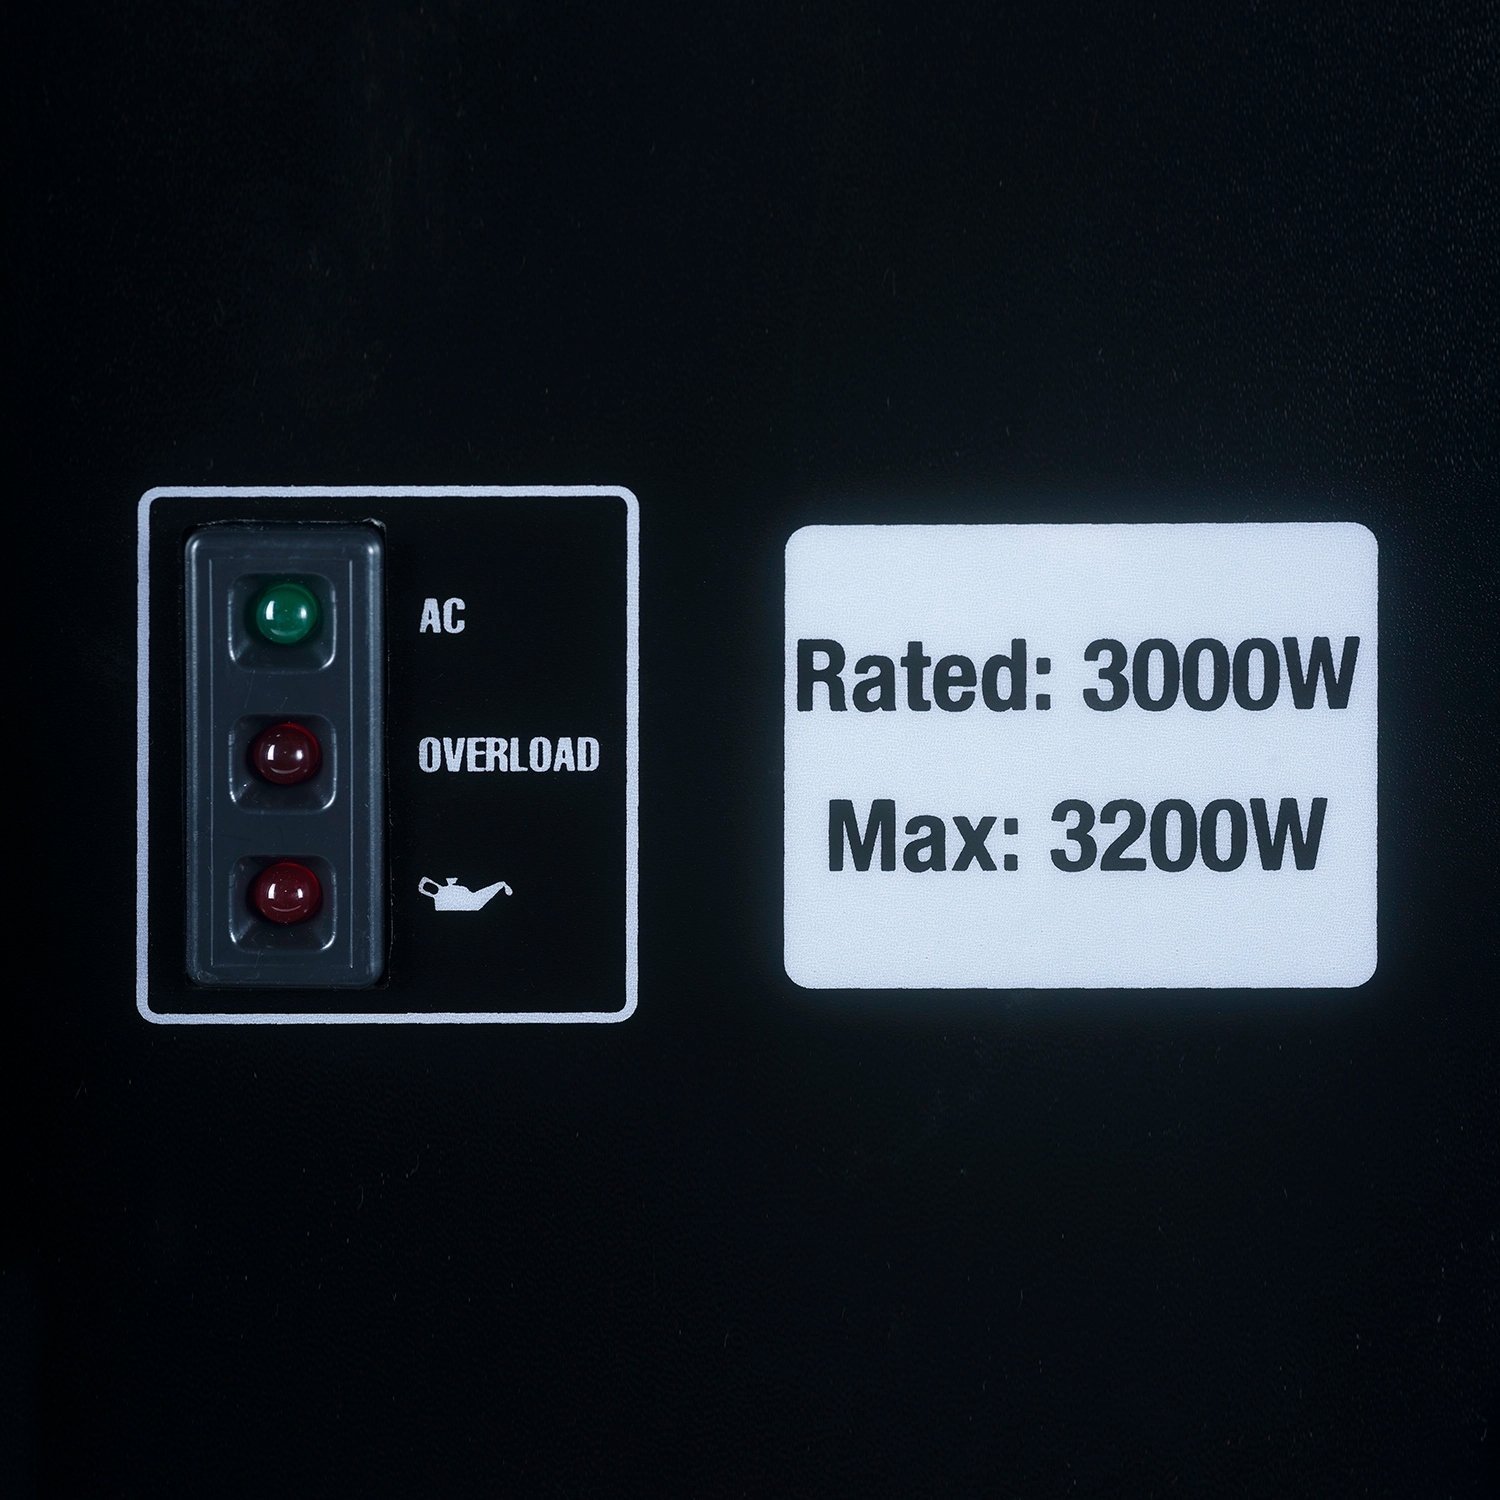 AC
OVERLOAD
Rated: 3000W
Max: 3200W